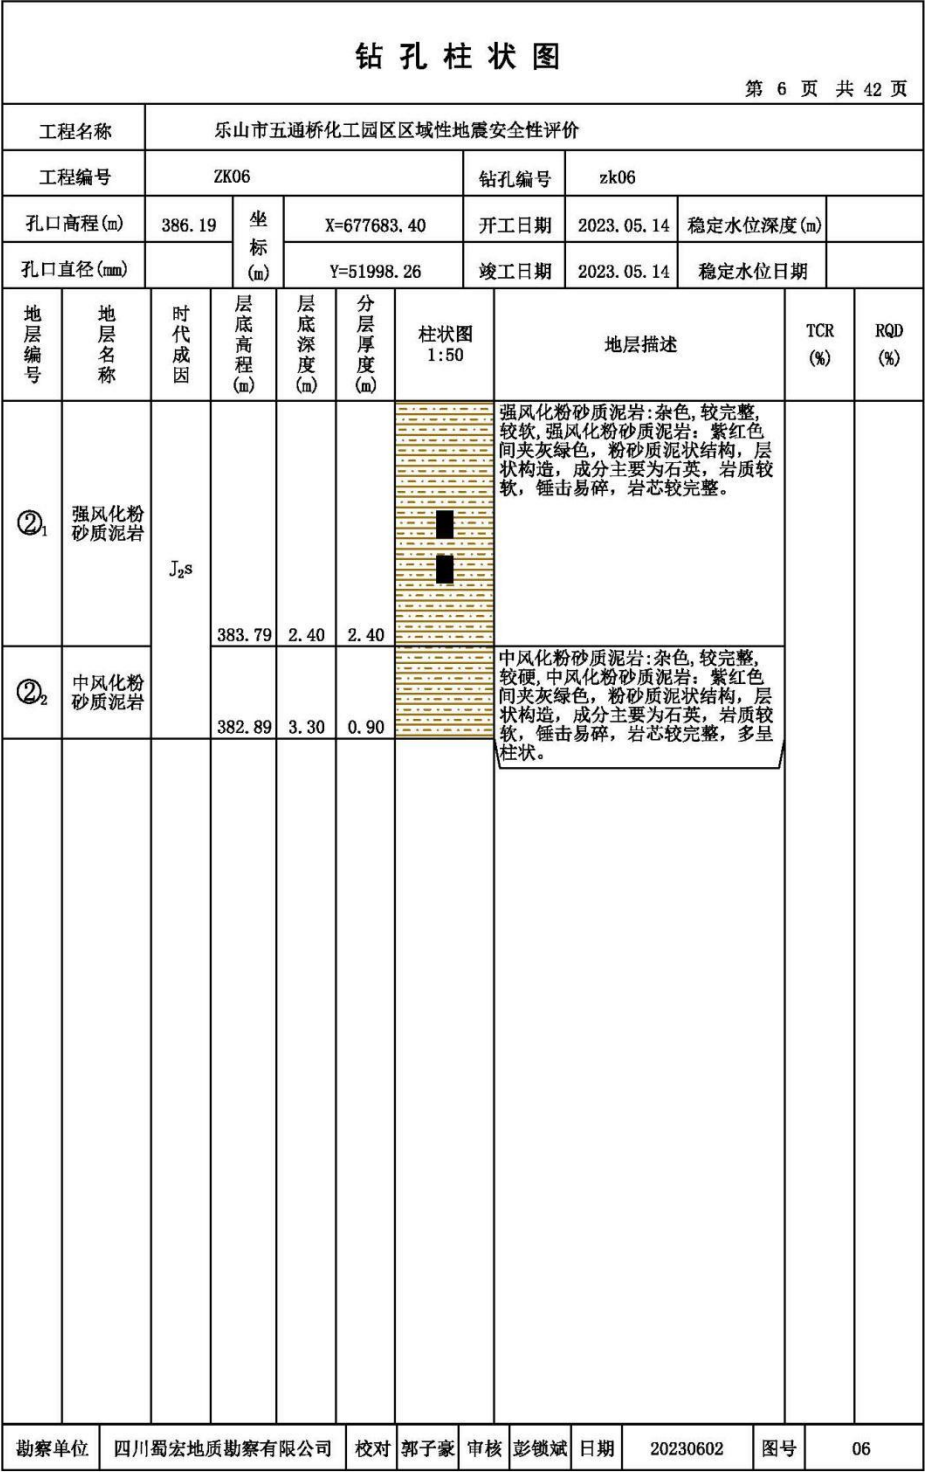 钻孔柱状图
第 6 页 共 42 页
工程名称 乐山市五通桥化工园区区域性地震安全性评价
工程编号 ZK06 钻孔编号 zk06
孔口高程(m) 386.19 坐标(m) X=677683.40 开工日期 2023.05.14 稳定水位深度(m)
孔口直径(mm) Y=51998.26 竣工日期 2023.05.14 稳定水位日期
地层编号 地层名称 时代成因 层底高程(m) 层底深度(m) 分层厚度(m) 柱状图 1:50 地层描述 TCR (%) RQD (%)
强风化粉砂质泥岩:杂色,较完整,
较软,强风化粉砂质泥岩：紫红色
间夹灰绿色，粉砂质泥状结构，层
状构造，成分主要为石英，岩质较
软，锤击易碎，岩芯较完整。
②1 强风化粉
砂质泥岩
J2s
383.79 2.40 2.40
中风化粉砂质泥岩:杂色,较完整,
较硬,中风化粉砂质泥岩：紫红色
间夹灰绿色，粉砂质泥状结构，层
状构造，成分主要为石英，岩质较
软，锤击易碎，岩芯较完整，多呈
柱状。
②2 中风化粉
砂质泥岩
382.89 3.30 0.90
勘察单位 四川蜀宏地质勘察有限公司 校对 郭子豪 审核 彭锁斌 日期 20230602 图号 06